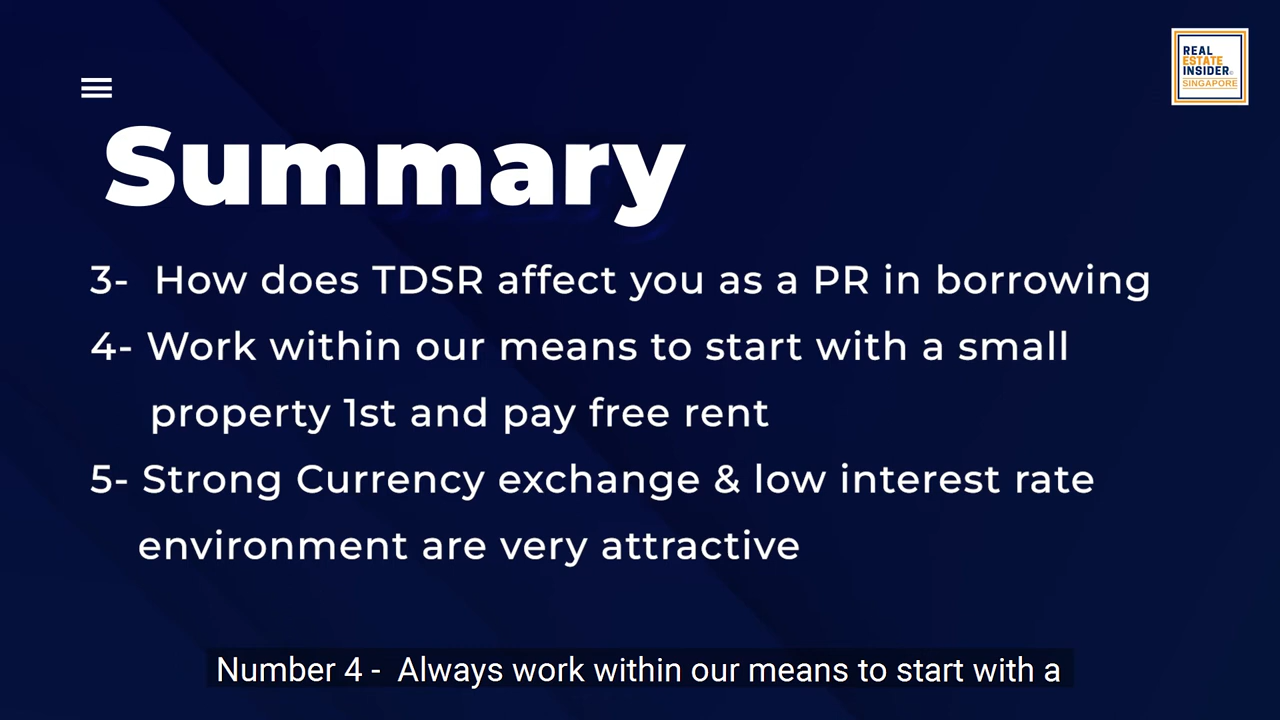 REAL
ESTATE
INSIDER
SINGAPORE
Summary
3- How does TDSR affect you as a PR in borrowing
4- Work within our means to start with a small
property 1st and pay free rent
5- Strong Currency exchange & low interest rate
environment are very attractive
Number 4 - Always work within our means to start with a